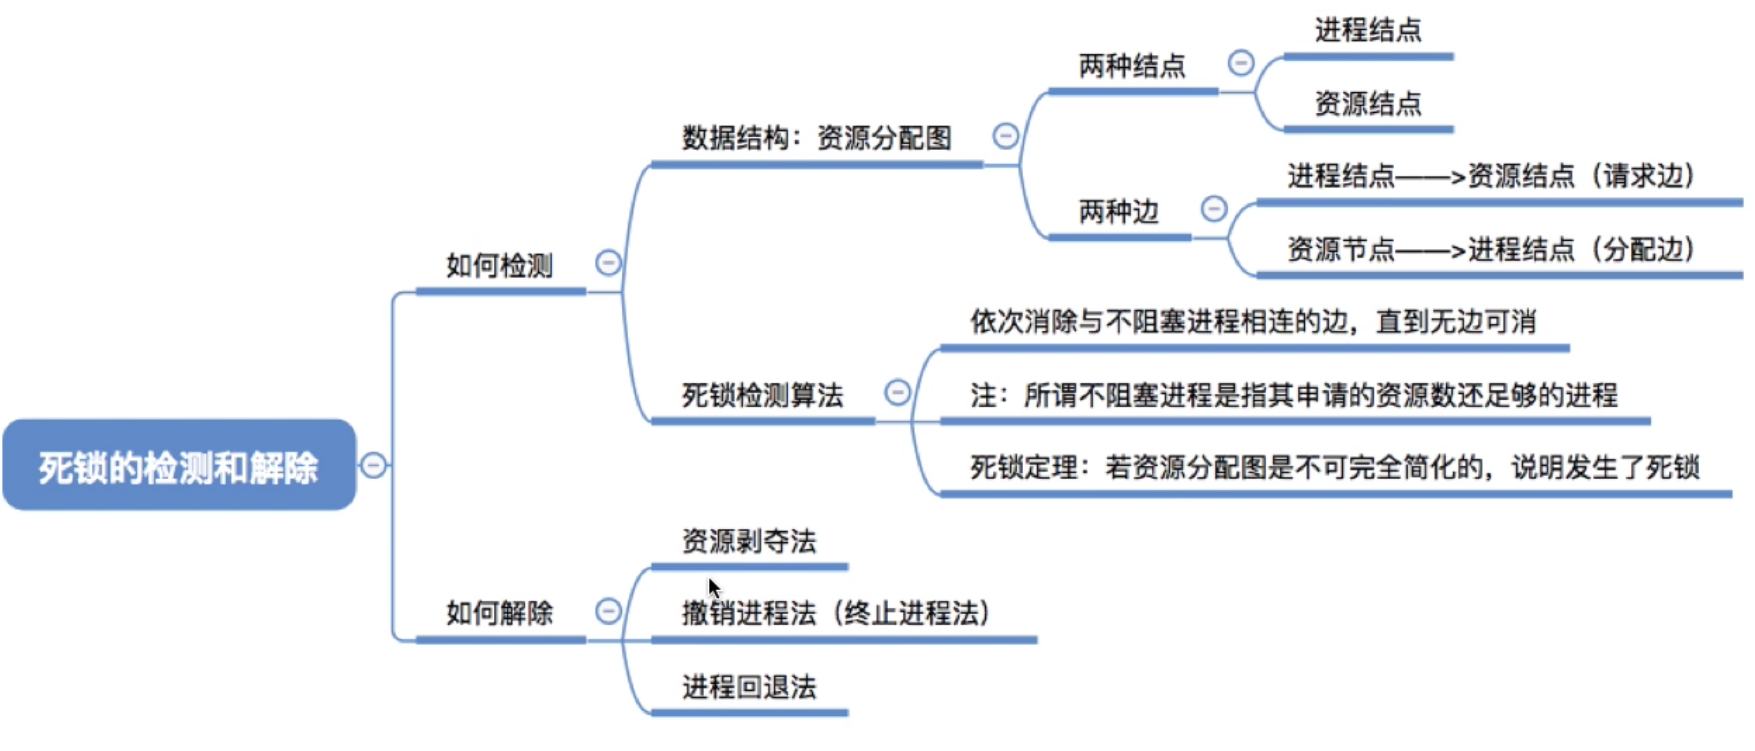 死锁的检测和解除
如何检测
数据结构：资源分配图
两种结点
进程结点
资源结点
两种边
进程结点——>资源结点（请求边）
资源节点——>进程结点（分配边）
死锁检测算法
依次消除与不阻塞进程相连的边，直到无边可消
注：所谓不阻塞进程是指其申请的资源数还足够的进程
死锁定理：若资源分配图是不可完全简化的，说明发生了死锁
如何解除
资源剥夺法
撤销进程法（终止进程法）
进程回退法